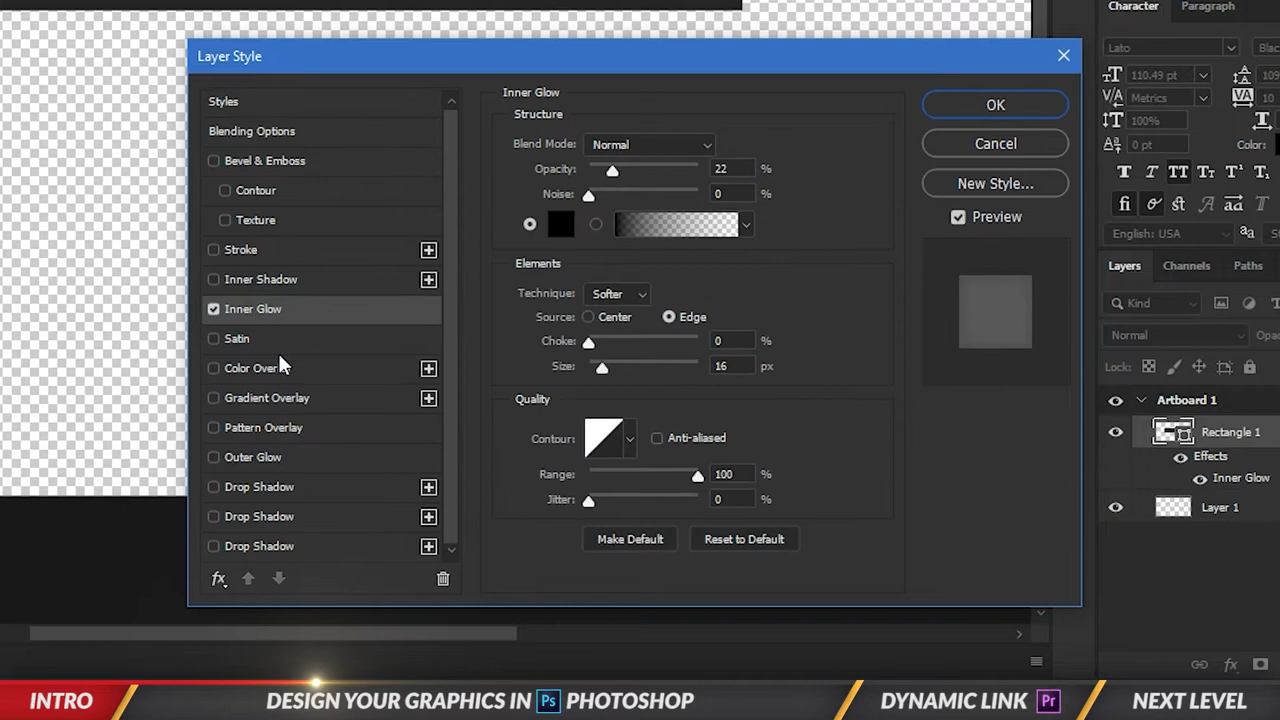 Character
Paragraph
Layer Style
Lato
Blac
Styles
Blending Options
Bevel & Emboss
Contour
Texture
Stroke
Inner Shadow
Inner Glow
Satin
Gradient Overlay
Pattern Overlay
Outer Glow
Drop Shadow
Drop Shadow
Drop Shadow
fx
Inner Glow
Structure
Blend Mode: Normal
Opacity: 22 %
Noise: 0 %
Elements
Technique: Softer
Source: Center Edge
Choke: 0 %
Size: 16 px
Quality
Contour: Anti-aliased
Range: 100 %
Jitter: 0 %
Make Default
Reset to Default
OK
Cancel
New Style...
Preview
110.49 pt
109
Metrics
10
100%
0 pt
Color:
English: USA
Layers
Channels
Paths
Kind
Normal
Opac
Lock:
Artboard 1
Rectangle 1
Effects
Inner Glow
Layer 1
fx
INTRO
DESIGN YOUR GRAPHICS IN Ps PHOTOSHOP
DYNAMIC LINK Pr
NEXT LEVEL